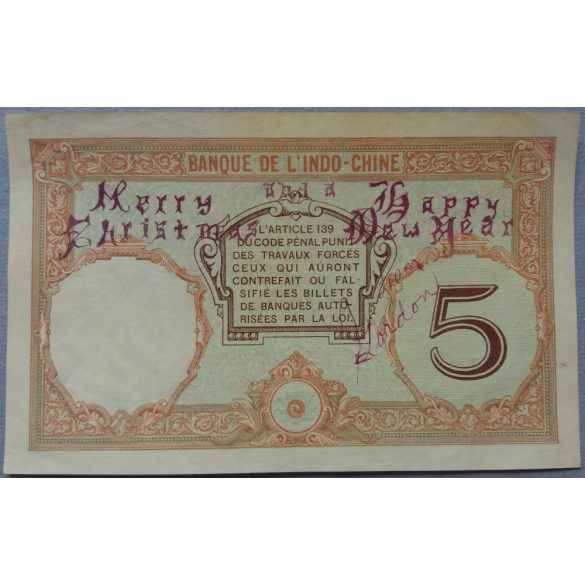 BANQUE DE L'INDO-CHINE
Merry and a Happy
Christmas New Year
L'ARTICLE 139
DU CODE PÉNAL PUNIT
DES TRAVAUX FORCÉS
CEUX QUI AURONT
CONTREFAIT OU FAL-
SIFIÉ LES BILLETS
DE BANQUES AUTO-
RISÉES PAR LA LOI.
Gordon
5